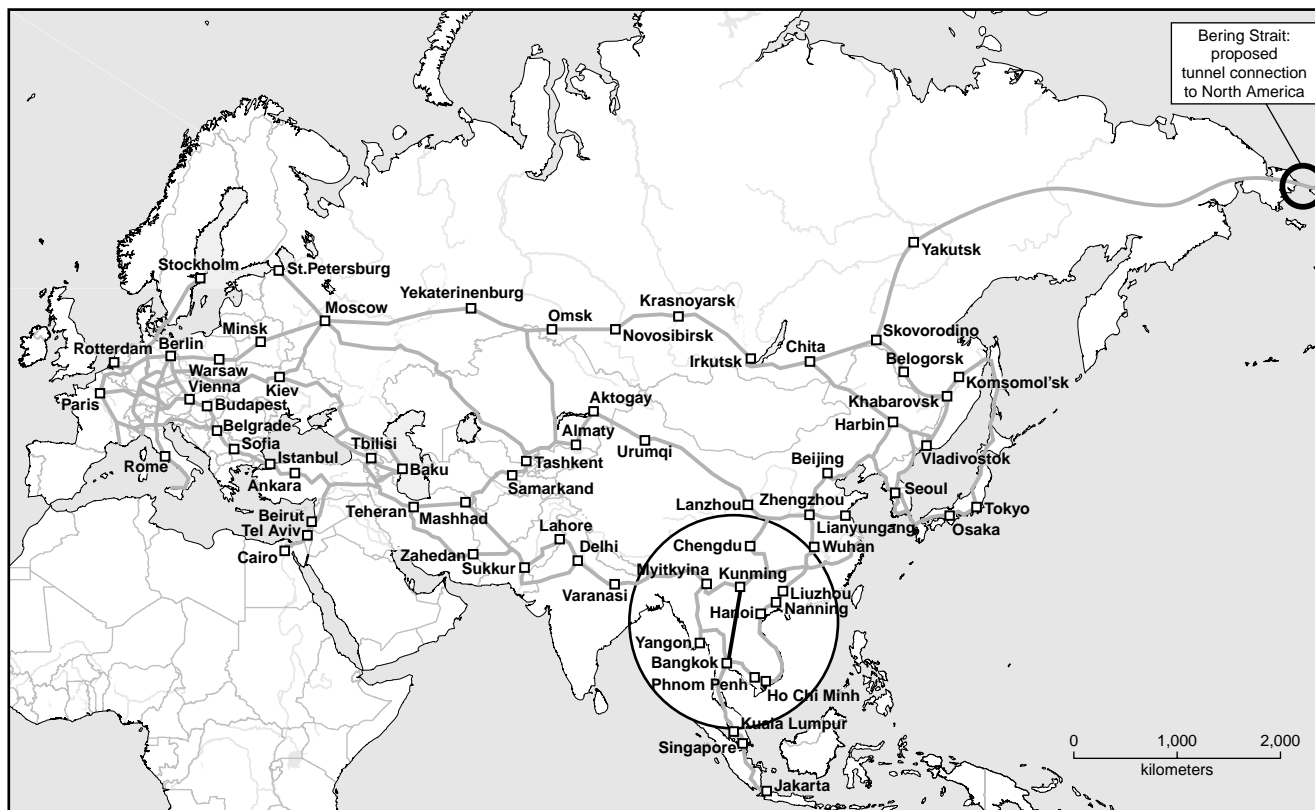 Bering Strait:
proposed
tunnel connection
to North America
Yakutsk
Stockholm
St.Petersburg
Yekaterinenburg
Krasnoyarsk
Moscow
Omsk
Novosibirsk
Skovorodino
Minsk
Rotterdam
Berlin
Irkutsk
Chita
Belogorsk
Warsaw
Komsomol'sk
Vienna
Kiev
Paris
Budapest
Aktogay
Khabarovsk
Belgrade
Almaty
Harbin
Sofia
Tbilisi
Urumqi
Vladivostok
Rome
Istanbul
Baku
Tashkent
Beijing
Ankara
Samarkand
Seoul
Teheran
Mashhad
Lanzhou
Zhengzhou
Tokyo
Beirut
Lianyungang
Osaka
Tel Aviv
Lahore
Cairo
Zahedan
Delhi
Chengdu
Wuhan
Sukkur
Myitkyina
Kunming
Varanasi
Liuzhou
Hanoi
Nanning
Yangon
Bangkok
Phnom Penh
Ho Chi Minh
Kuala Lumpur
Singapore
Jakarta
0 1,000 2,000
kilometers